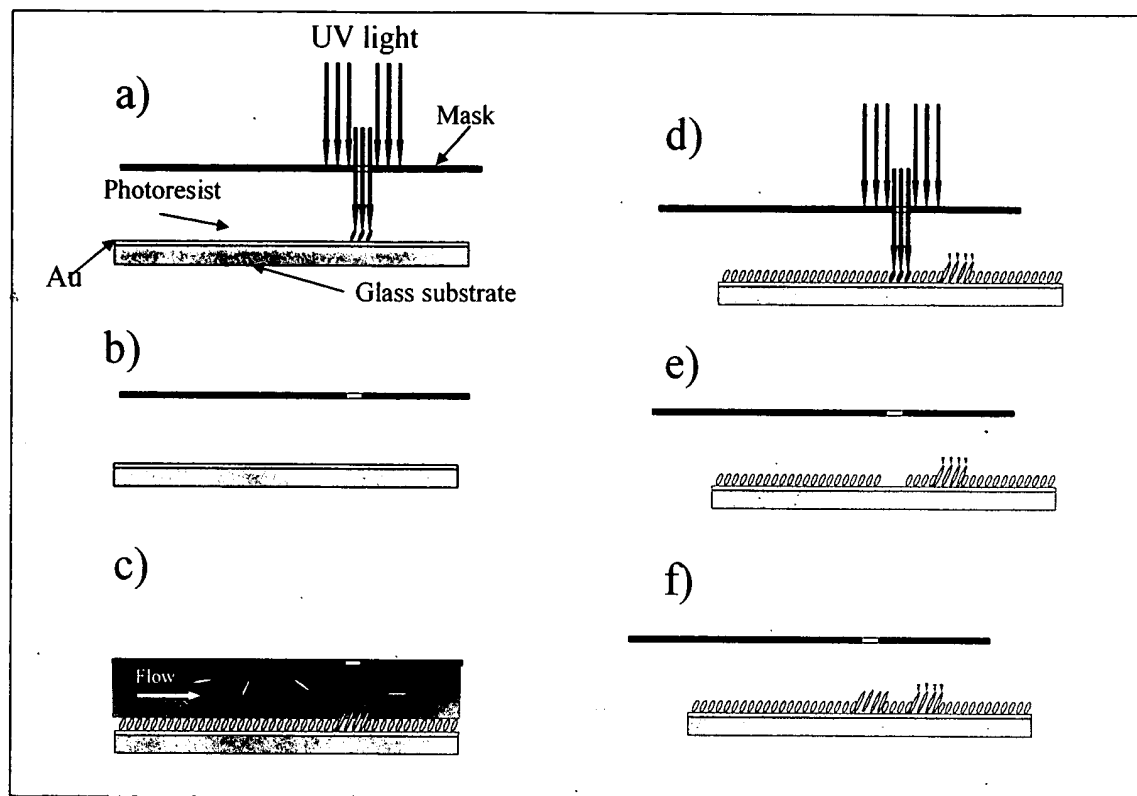 UV light
a)
Mask
Photoresist
Au
Glass substrate
b)
c)
Flow
d)
e)
f)